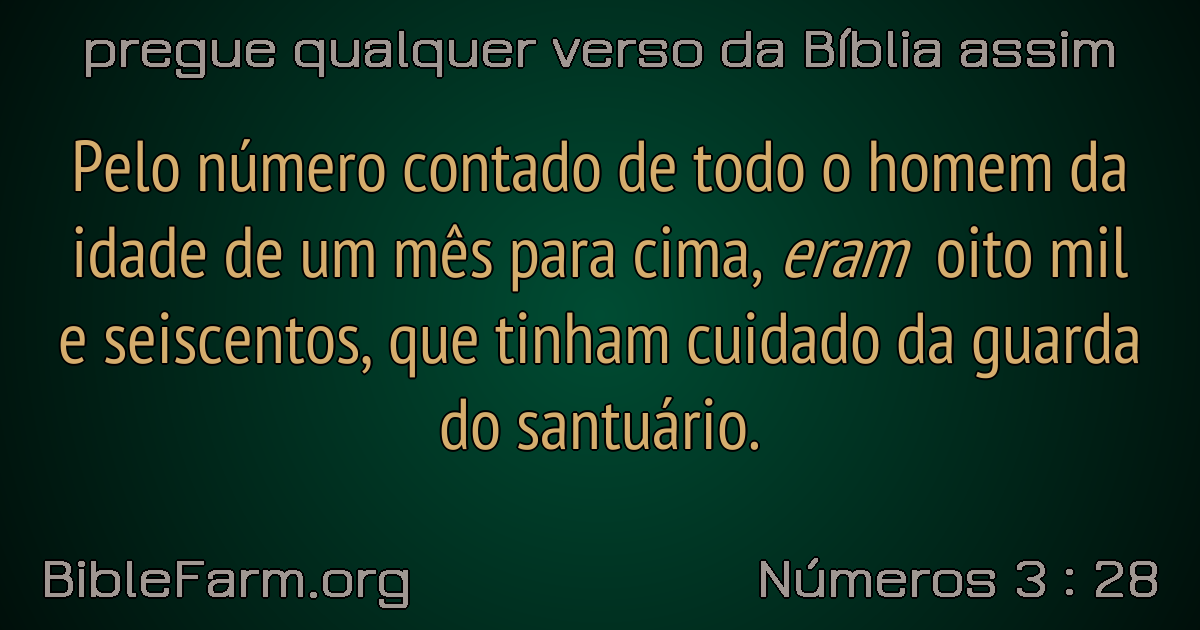 pregue qualquer verso da Bíblia assim
Pelo número contado de todo o homem da
idade de um mês para cima, eram oito mil
e seiscentos, que tinham cuidado da guarda
do santuário.
BibleFarm.org
Números 3 : 28